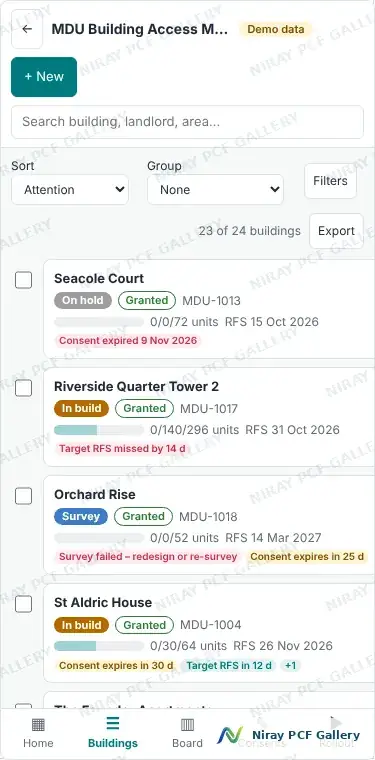 ← MDU Building Access M... Demo data
+ New
Search building, landlord, area...
Sort Group
Attention None Filters
23 of 24 buildings Export
Seacole Court
On hold Granted MDU-1013
0/0/72 units RFS 15 Oct 2026
Consent expired 9 Nov 2026
Riverside Quarter Tower 2
In build Granted MDU-1017
0/140/296 units RFS 31 Oct 2026
Target RFS missed by 14 d
Orchard Rise
Survey Granted MDU-1018
0/0/52 units RFS 14 Mar 2027
Survey failed – redesign or re-survey Consent expires in 25 d
St Aldric House
In build Granted MDU-1004
0/30/64 units RFS 26 Nov 2026
Consent expires in 30 d Target RFS in 12 d +1
Home Buildings Board Consents Rollout
Niray PCF Gallery
NIRAY PCF GALLERY